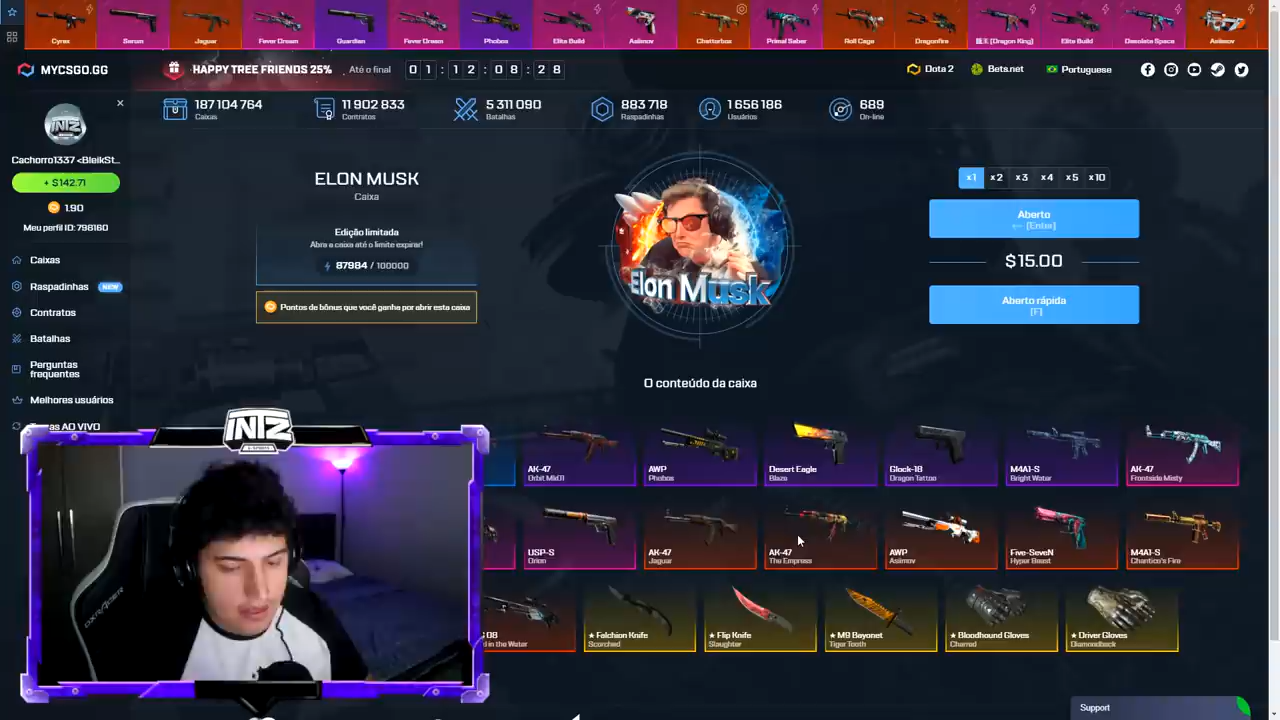 Cyrex
Serum
Jaguar
Fever Dream
Guardian
Fever Dream
Phobos
Elite Build
Asiimov
Chatterbox
Primal Saber
Roll Cage
Dragonfire
龍王 (Dragon King)
Elite Build
Desolate Space
Asiimov
MYCSGO.GG
HAPPY TREE FRIENDS 25%
Até o final
01:12:08:28
Dota 2
Bets.net
Portuguese
187 104 764
Caixas
11 902 833
Contratos
5 311 090
Batalhas
883 718
Raspadinhas
1 656 186
Usuários
689
On-line
INTZ
Cachorro1337 <BleikSt...
+ $142.71
1.90
Meu perfil ID: 798160
Caixas
Raspadinhas NEW
Contratos
Batalhas
Perguntas
frequentes
Melhores usuários
AO VIVO
ELON MUSK
Caixa
Edição limitada
Abra a caixa até o limite expirar!
87984 / 100000
Pontos de bônus que você ganha por abrir esta caixa
Elon Musk
x1 x2 x3 x4 x5 x10
Aberto
← [Enter]
$15.00
Aberto rápida
[F]
O conteúdo da caixa
AK-47
Orbit Mk01
AWP
Phobos
Desert Eagle
Blaze
Glock-18
Dragon Tattoo
M4A1-S
Bright Water
AK-47
Frontside Misty
USP-S
Orion
AK-47
Jaguar
AK-47
The Empress
AWP
Asiimov
Five-SeveN
Hyper Beast
M4A1-S
Chantico's Fire
08
in the Water
★ Falchion Knife
Scorched
★ Flip Knife
Slaughter
★ M9 Bayonet
Tiger Tooth
★ Bloodhound Gloves
Charred
★ Driver Gloves
Diamondback
INTZ
Support